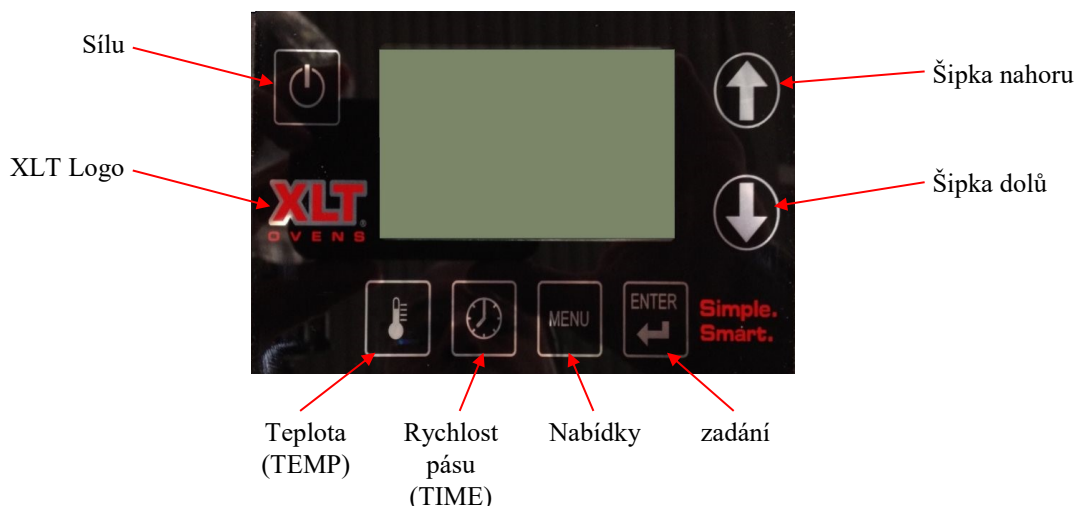 Sílu
Šipka nahoru
XLT Logo
XLT®
OVENS
Šipka dolů
MENU
ENTER
Simple.
Smart.
Teplota
(TEMP)
Rychlost
pásu
(TIME)
Nabídky
zadání